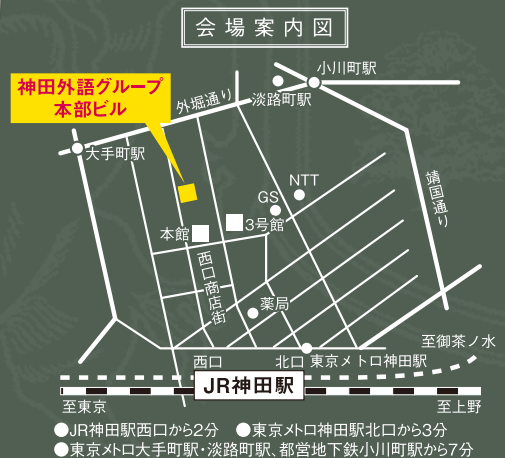 会場案内図
小川町駅
神田外語グループ
本部ビル
外堀通り
淡路町駅
大手町駅
靖国通り
NTT
GS
本館
3号館
西口商店街
薬局
至御茶ノ水
西口
北口
東京メトロ神田駅
JR神田駅
至東京
至上野
●JR神田駅西口から2分 ●東京メトロ神田駅北口から3分
●東京メトロ大手町駅・淡路町駅、都営地下鉄小川町駅から7分